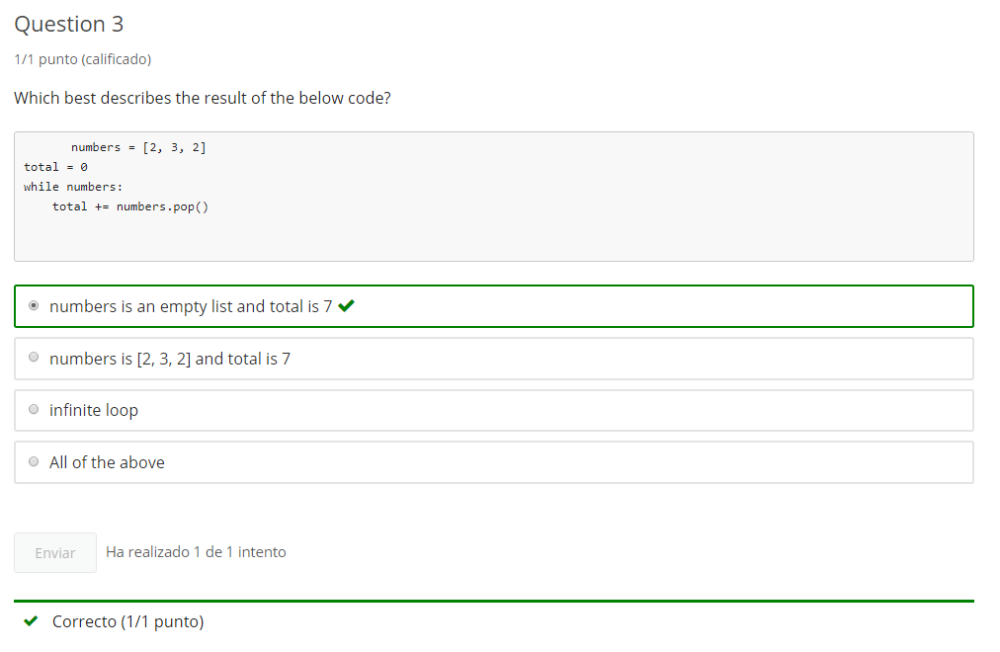 Question 3
1/1 punto (calificado)
Which best describes the result of the below code?
numbers = [2, 3, 2]
total = 0
while numbers:
    total += numbers.pop()
numbers is an empty list and total is 7
numbers is [2, 3, 2] and total is 7
infinite loop
All of the above
Enviar Ha realizado 1 de 1 intento
Correcto (1/1 punto)